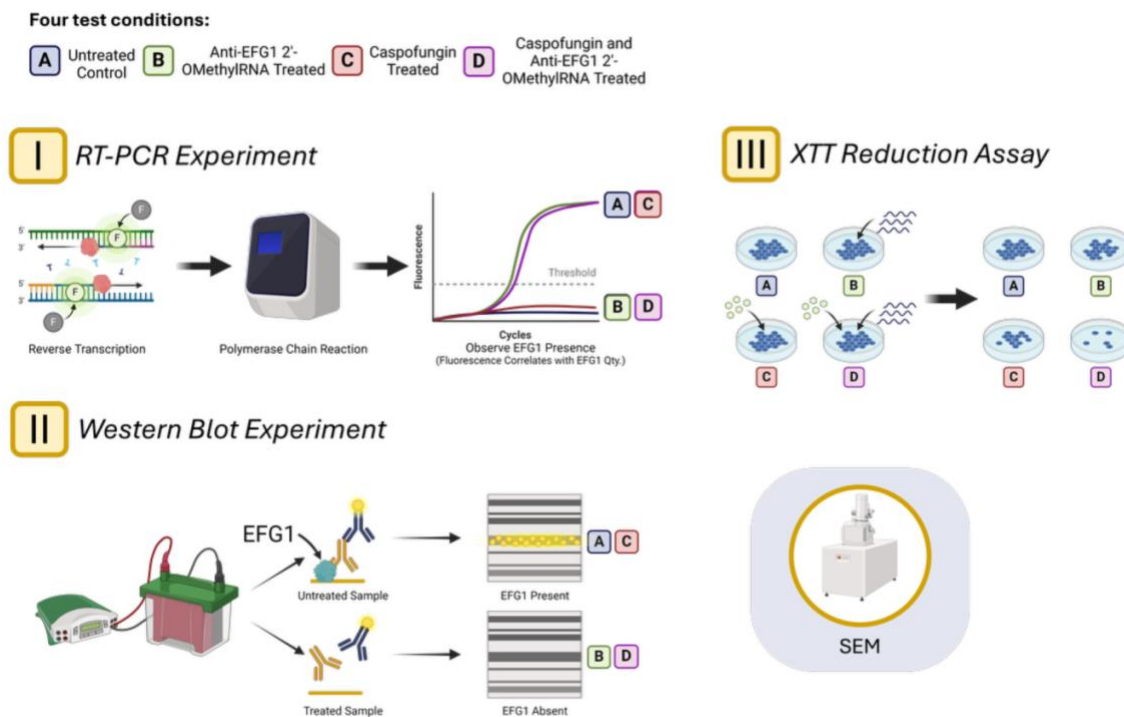 Four test conditions:
A Untreated Control
B Anti-EFG1 2'-OMethylRNA Treated
C Caspofungin Treated
D Caspofungin and Anti-EFG1 2'-OMethylRNA Treated
I RT-PCR Experiment
5'
3'
F
F
5'
3'
F
F
Reverse Transcription
Polymerase Chain Reaction
Fluorescence
Threshold
A C
B D
Cycles
Observe EFG1 Presence
(Fluorescence Correlates with EFG1 Qty.)
III XTT Reduction Assay
A B
C D
A B
C D
II Western Blot Experiment
EFG1
Untreated Sample
EFG1 Present
A C
Treated Sample
EFG1 Absent
B D
SEM